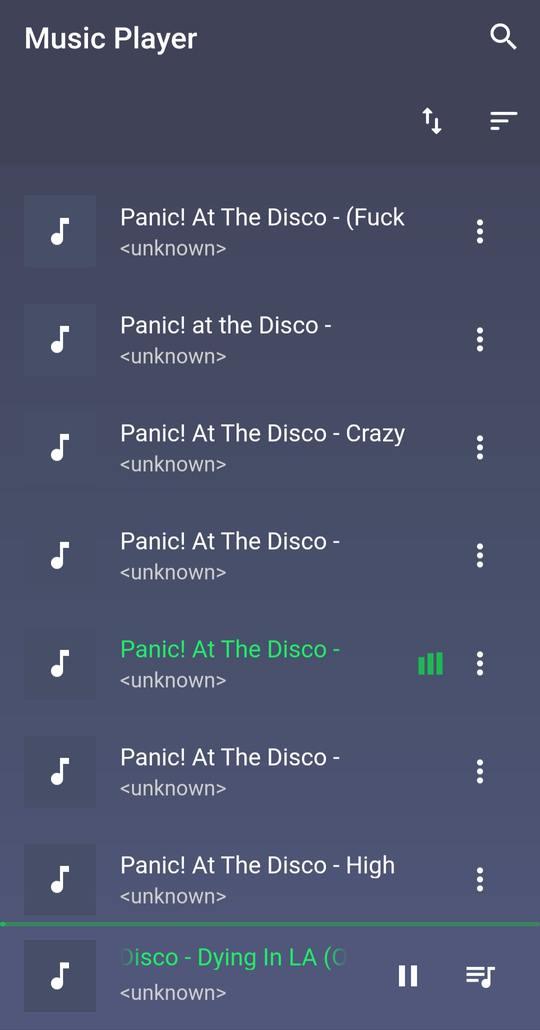 Music Player
Panic! At The Disco - (Fuck
<unknown>
Panic! at the Disco -
<unknown>
Panic! At The Disco - Crazy
<unknown>
Panic! At The Disco -
<unknown>
Panic! At The Disco -
<unknown>
Panic! At The Disco -
<unknown>
Panic! At The Disco - High
<unknown>
Disco - Dying In LA (O
<unknown>